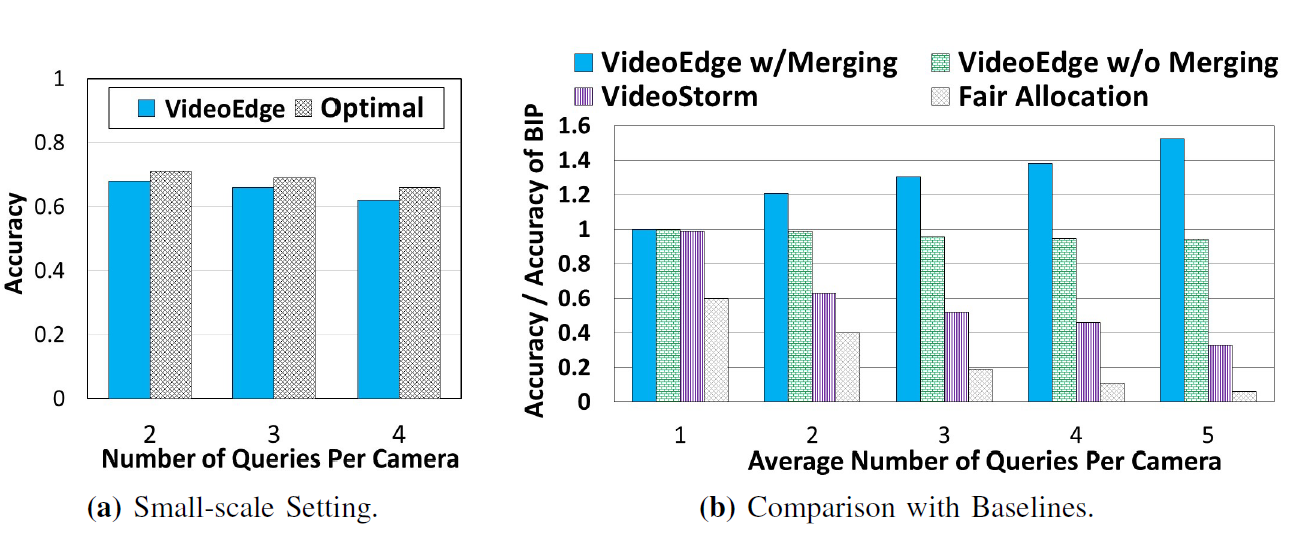 1
0.8
0.6
0.4
0.2
0
Accuracy
VideoEdge Optimal
2 3 4
Number of Queries Per Camera
(a) Small-scale Setting.
VideoEdge w/Merging VideoEdge w/o Merging
VideoStorm Fair Allocation
1.6
1.4
1.2
1
0.8
0.6
0.4
0.2
0
Accuracy / Accuracy of BIP
1 2 3 4 5
Average Number of Queries Per Camera
(b) Comparison with Baselines.